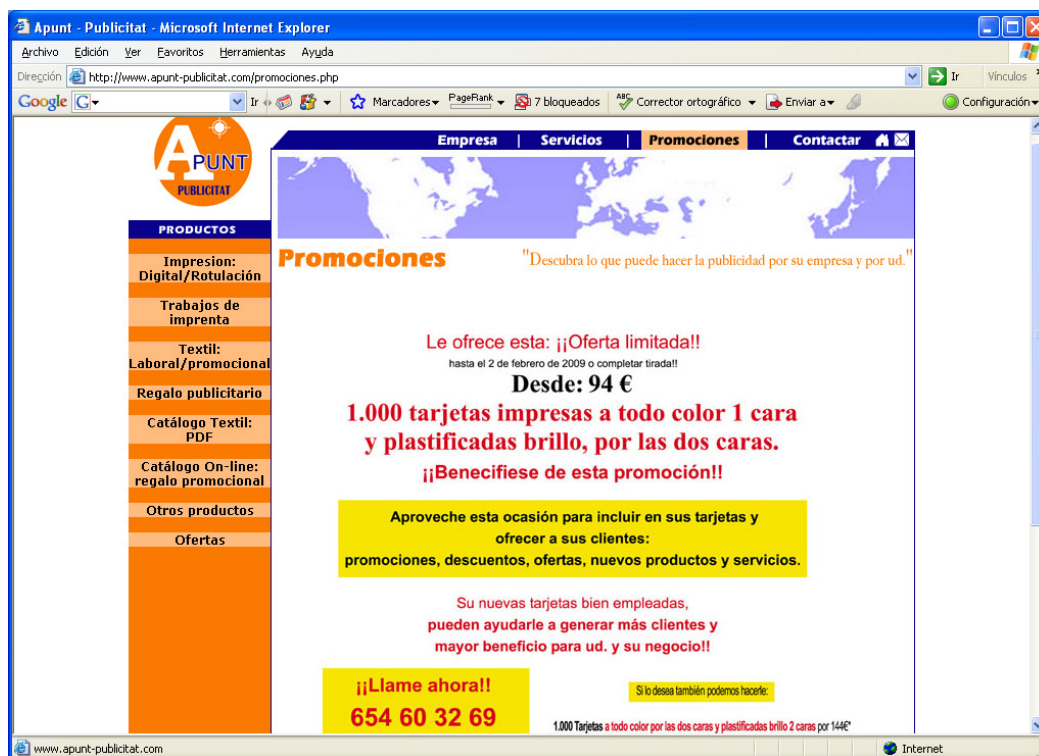 Apunt - Publicitat - Microsoft Internet Explorer
Archivo Edición Ver Favoritos Herramientas Ayuda
Dirección http://www.apunt-publicitat.com/promociones.php Ir Vínculos
Google G Ir Marcadores PageRank 7 bloqueados ABC Corrector ortográfico Enviar a Configuración
APUNT
PUBLICITAT
Empresa | Servicios | Promociones | Contactar
PRODUCTOS
Impresion:
Digital/Rotulación
Trabajos de
imprenta
Textil:
Laboral/promocional
Regalo publicitario
Catálogo Textil:
PDF
Catálogo On-line:
regalo promocional
Otros productos
Ofertas
Promociones
"Descubra lo que puede hacer la publicidad por su empresa y por ud."
Le ofrece esta: ¡¡Oferta limitada!!
hasta el 2 de febrero de 2009 o completar tirada!!
Desde: 94 €
1.000 tarjetas impresas a todo color 1 cara
y plastificadas brillo, por las dos caras.
¡¡Benecifiese de esta promoción!!
Aproveche esta ocasión para incluir en sus tarjetas y
ofrecer a sus clientes:
promociones, descuentos, ofertas, nuevos productos y servicios.
Su nuevas tarjetas bien empleadas,
pueden ayudarle a generar más clientes y
mayor beneficio para ud. y su negocio!!
¡¡Llame ahora!!
654 60 32 69
Si lo desea también podemos hacerle:
1.000 Tarjetas a todo color por las dos caras y plastificadas brillo 2 caras por 144€*
www.apunt-publicitat.com
Internet